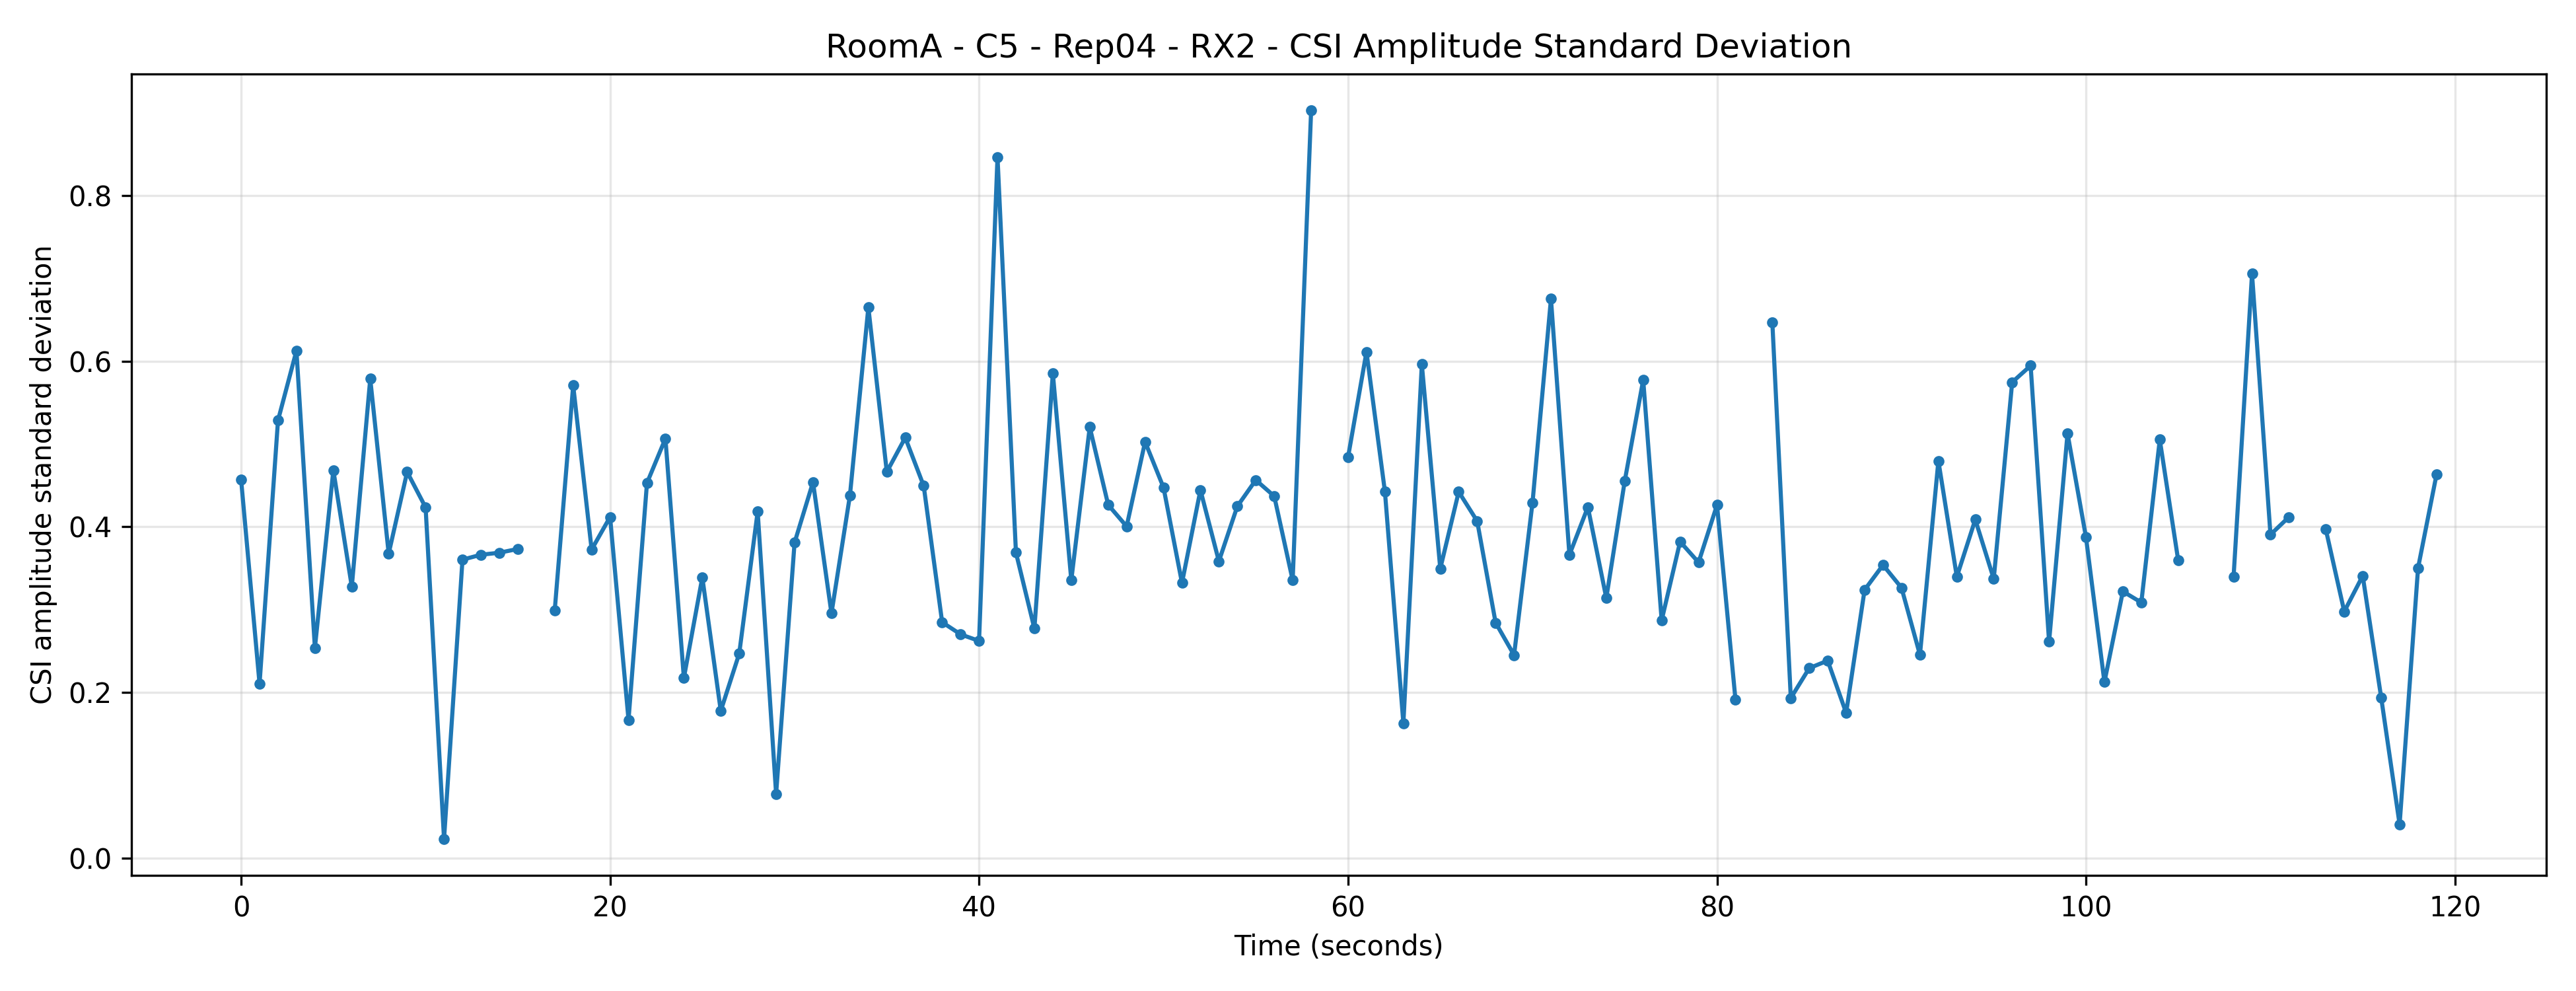 RoomA - C5 - Rep04 - RX2 - CSI Amplitude Standard Deviation
CSI amplitude standard deviation
0.8
0.6
0.4
0.2
0.0
0 20 40 60 80 100 120
Time (seconds)